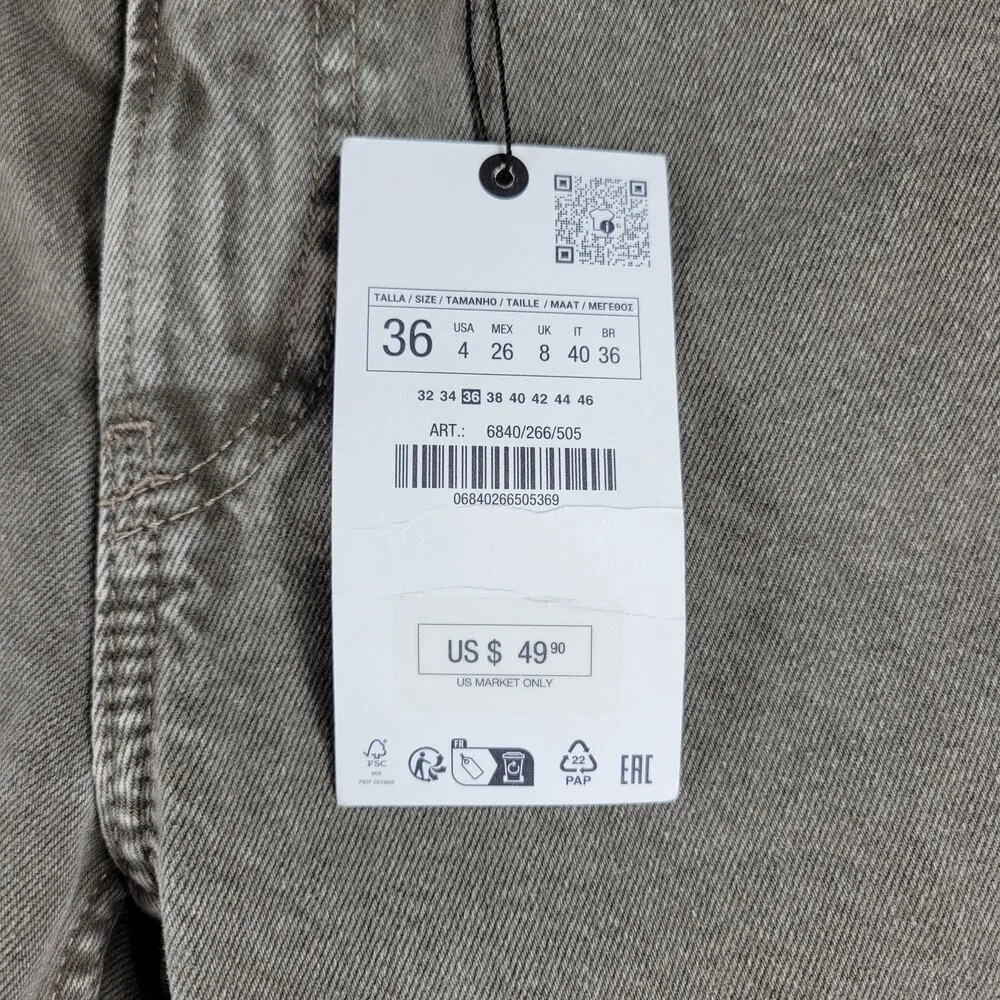 TALLA / SIZE / TAMANHO / TAILLE / MAAT / ΜΕΓΕΘΟΣ
36
USA MEX UK IT BR
4 26 8 40 36
32 34 36 38 40 42 44 46
ART.: 6840/266/505
06840266505369
US $ 49 90
US MARKET ONLY
FR
FSC
MIX
22
PAP
EAC